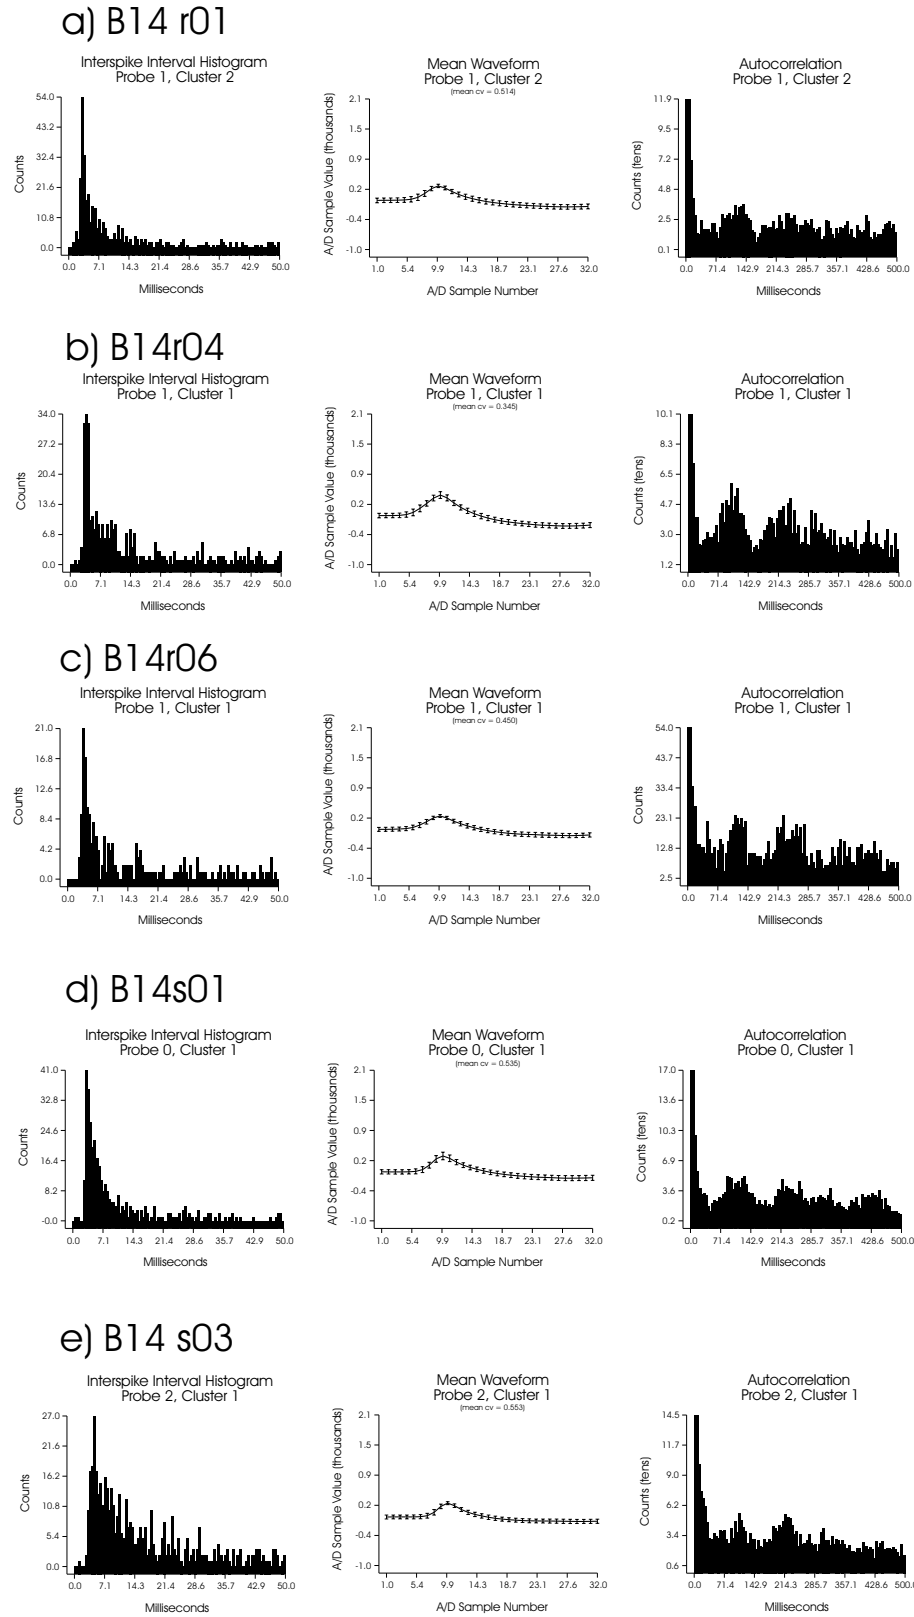 a) B14 r01
Interspike Interval Histogram
Probe 1, Cluster 2
54.0
43.2
32.4
21.6
10.8
0.0
Counts
0.0 7.1 14.3 21.4 28.6 35.7 42.9 50.0
Milliseconds
Mean Waveform
Probe 1, Cluster 2
(mean cv = 0.514)
2.1
1.5
0.9
0.2
-0.4
-1.0
A/D Sample Value (thousands)
1.0 5.4 9.9 14.3 18.7 23.1 27.6 32.0
A/D Sample Number
Autocorrelation
Probe 1, Cluster 2
11.9
9.5
7.2
4.8
2.5
0.1
Counts (tens)
0.0 71.4 142.9 214.3 285.7 357.1 428.6 500.0
Milliseconds
b) B14r04
Interspike Interval Histogram
Probe 1, Cluster 1
34.0
27.2
20.4
13.6
6.8
0.0
Counts
0.0 7.1 14.3 21.4 28.6 35.7 42.9 50.0
Milliseconds
Mean Waveform
Probe 1, Cluster 1
(mean cv = 0.345)
2.1
1.5
0.9
0.2
-0.4
-1.0
A/D Sample Value (thousands)
1.0 5.4 9.9 14.3 18.7 23.1 27.6 32.0
A/D Sample Number
Autocorrelation
Probe 1, Cluster 1
10.1
8.3
6.5
4.7
3.0
1.2
Counts (tens)
0.0 71.4 142.9 214.3 285.7 357.1 428.6 500.0
Milliseconds
c) B14r06
Interspike Interval Histogram
Probe 1, Cluster 1
21.0
16.8
12.6
8.4
4.2
0.0
Counts
0.0 7.1 14.3 21.4 28.6 35.7 42.9 50.0
Milliseconds
Mean Waveform
Probe 1, Cluster 1
(mean cv = 0.450)
2.1
1.5
0.9
0.2
-0.4
-1.0
A/D Sample Value (thousands)
1.0 5.4 9.9 14.3 18.7 23.1 27.6 32.0
A/D Sample Number
Autocorrelation
Probe 1, Cluster 1
54.0
43.7
33.4
23.1
12.8
2.5
Counts
0.0 71.4 142.9 214.3 285.7 357.1 428.6 500.0
Milliseconds
d) B14s01
Interspike Interval Histogram
Probe 0, Cluster 1
41.0
32.8
24.6
16.4
8.2
-0.0
Counts
0.0 7.1 14.3 21.4 28.6 35.7 42.9 50.0
Milliseconds
Mean Waveform
Probe 0, Cluster 1
(mean cv = 0.535)
2.1
1.5
0.9
0.2
-0.4
-1.0
A/D Sample Value (thousands)
1.0 5.4 9.9 14.3 18.7 23.1 27.6 32.0
A/D Sample Number
Autocorrelation
Probe 0, Cluster 1
17.0
13.6
10.3
6.9
3.6
0.2
Counts (tens)
0.0 71.4 142.9 214.3 285.7 357.1 428.6 500.0
Milliseconds
e) B14 s03
Interspike Interval Histogram
Probe 2, Cluster 1
27.0
21.6
16.2
10.8
5.4
0.0
Counts
0.0 7.1 14.3 21.4 28.6 35.7 42.9 50.0
Milliseconds
Mean Waveform
Probe 2, Cluster 1
(mean cv = 0.553)
2.1
1.5
0.9
0.2
-0.4
-1.0
A/D Sample Value (thousands)
1.0 5.4 9.9 14.3 18.7 23.1 27.6 32.0
A/D Sample Number
Autocorrelation
Probe 2, Cluster 1
14.5
11.7
9.0
6.2
3.4
0.6
Counts (tens)
0.0 71.4 142.9 214.3 285.7 357.1 428.6 500.0
Milliseconds